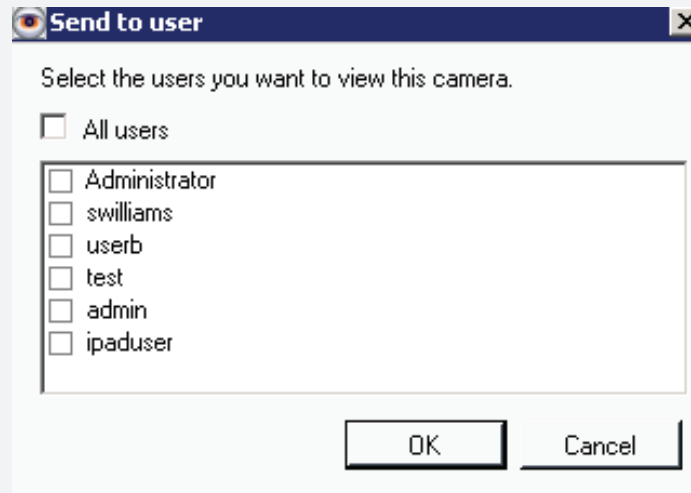 Send to user
Select the users you want to view this camera.
All users
Administrator
swilliams
userb
test
admin
ipaduser
OK Cancel